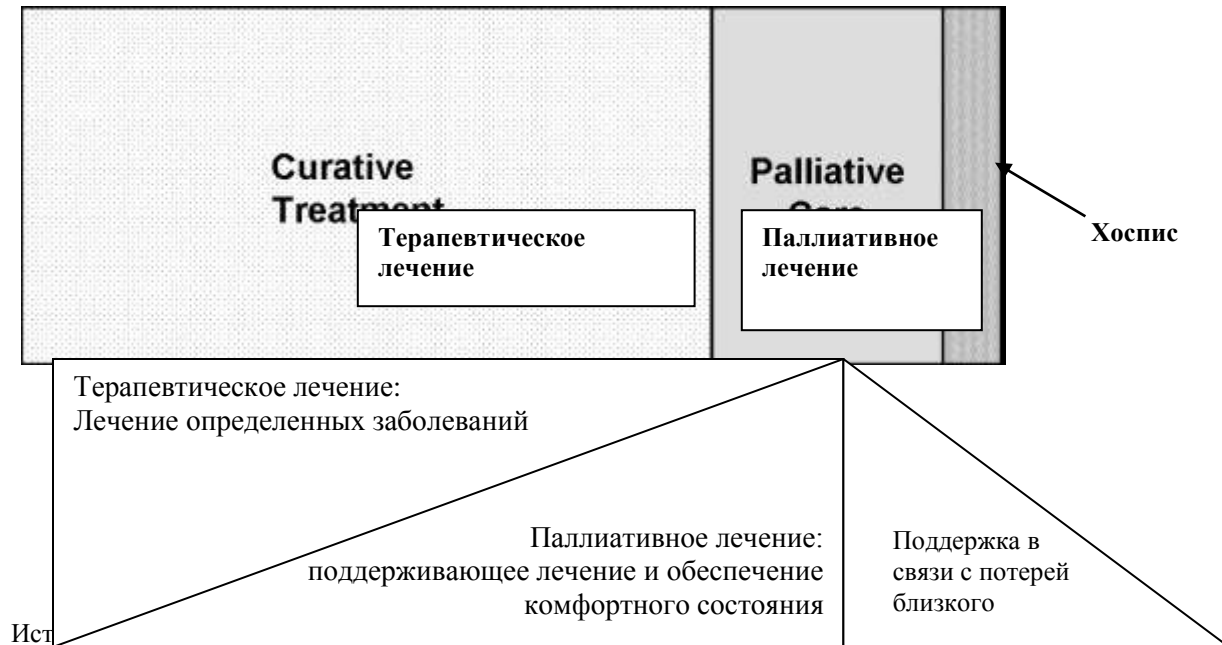 Curative
Palliative
Терапевтическое
лечение
Паллиативное
лечение
Хоспис
Терапевтическое лечение:
Лечение определенных заболеваний
Паллиативное лечение:
поддерживающее лечение и обеспечение
комфортного состояния
Поддержка в
связи с потерей
близкого
Ист